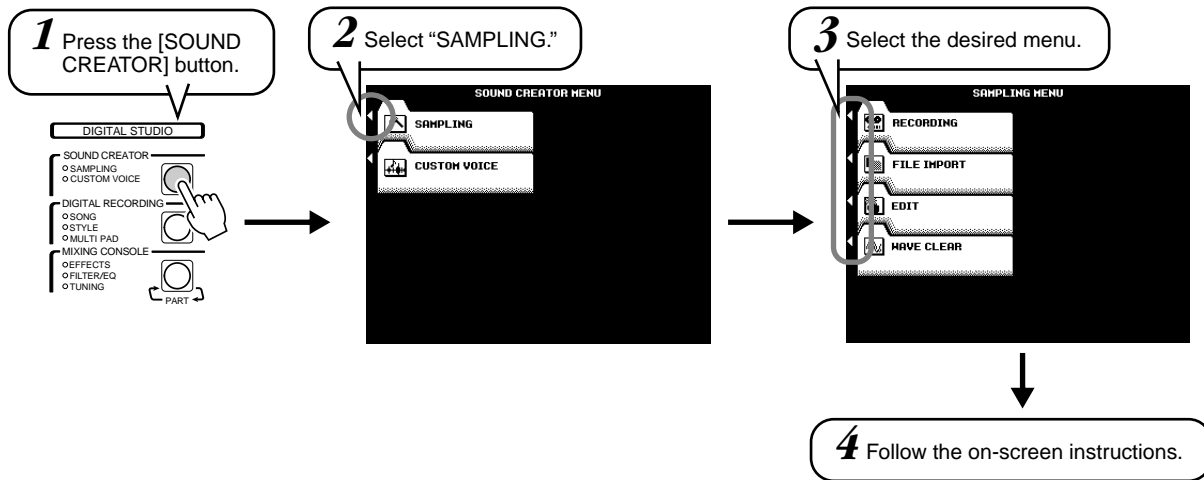 1 Press the [SOUND
CREATOR] button.
DIGITAL STUDIO
SOUND CREATOR
SAMPLING
CUSTOM VOICE
DIGITAL RECORDING
SONG
STYLE
MULTI PAD
MIXING CONSOLE
EFFECTS
FILTER/EQ
TUNING
PART
2 Select “SAMPLING.”
SOUND CREATOR MENU
SAMPLING
CUSTOM VOICE
3 Select the desired menu.
SAMPLING MENU
RECORDING
FILE IMPORT
EDIT
WAVE CLEAR
4 Follow the on-screen instructions.